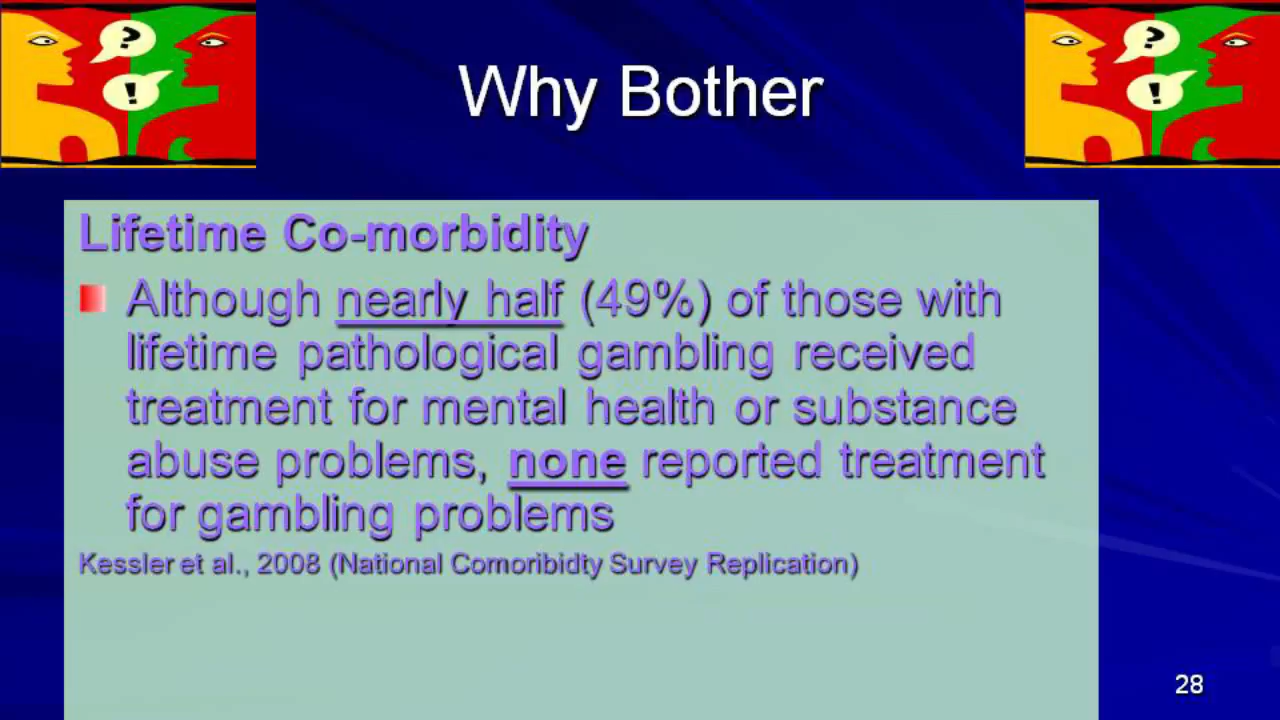 ?
!
Why Bother
?
!
Lifetime Co-morbidity
Although nearly half (49%) of those with
lifetime pathological gambling received
treatment for mental health or substance
abuse problems, none reported treatment
for gambling problems
Kessler et al., 2008 (National Comoribidty Survey Replication)
28